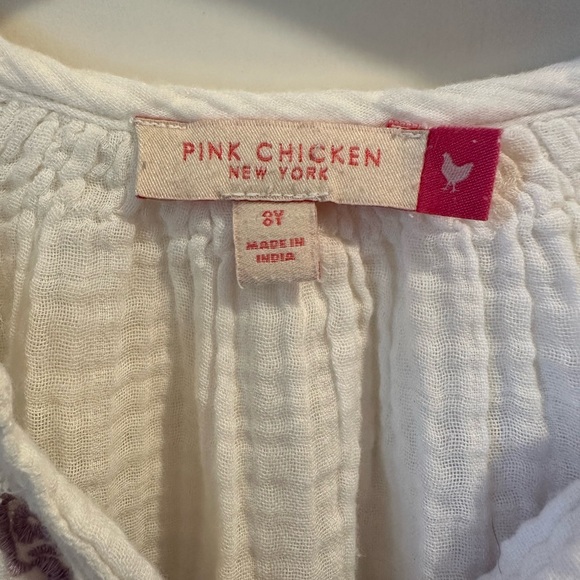 PINK CHICKEN
NEW YORK
8Y
MADE IN
INDIA